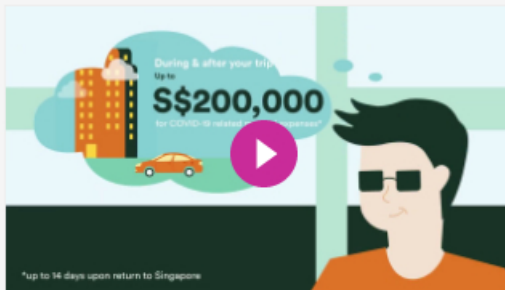 During & after your trip
Up to
S$200,000
for COVID-19 related expenses*
*up to 14 days upon return to Singapore